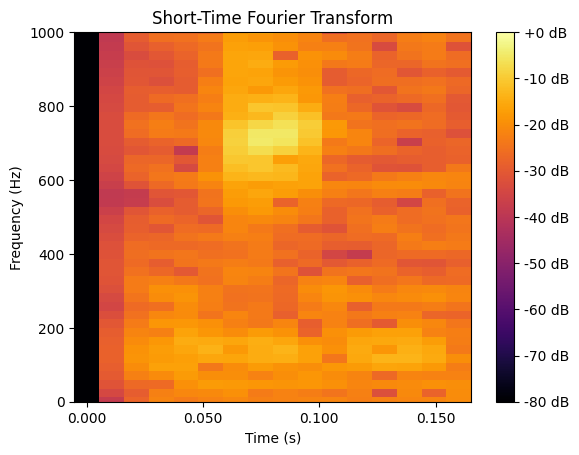 Short-Time Fourier Transform
1000
800
600
400
200
0
Frequency (Hz)
0.000
0.050
0.100
0.150
Time (s)
+0 dB
-10 dB
-20 dB
-30 dB
-40 dB
-50 dB
-60 dB
-70 dB
-80 dB